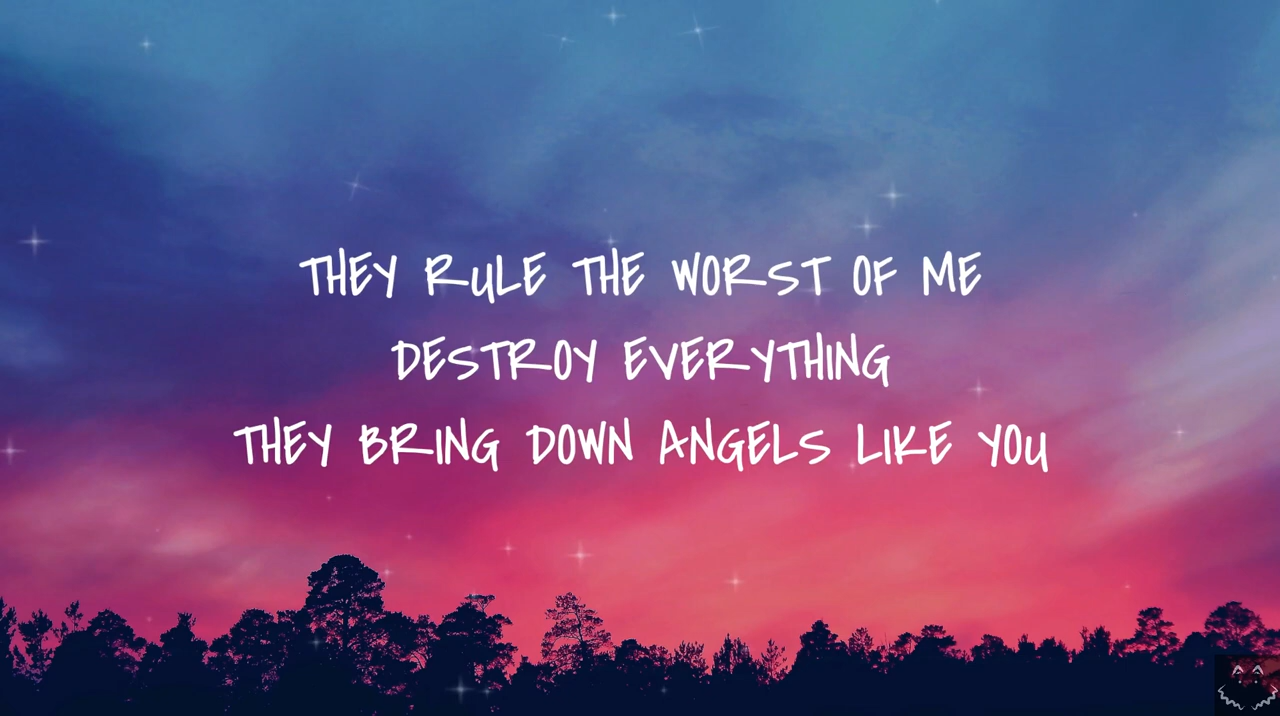 THEY RULE THE WORST OF ME
DESTROY EVERYTHING
THEY BRING DOWN ANGELS LIKE YOU